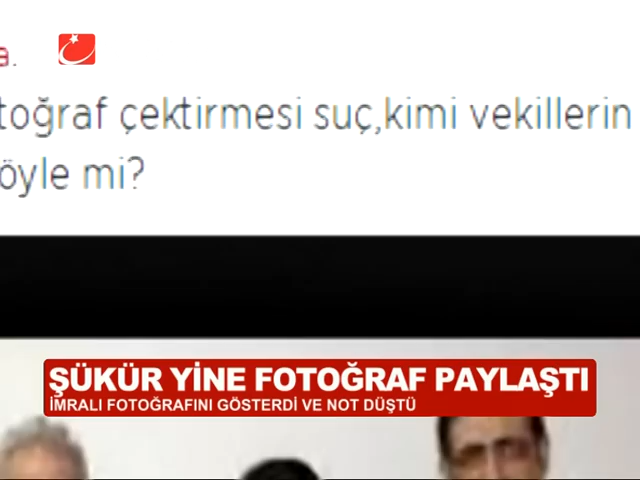 a.
toğraf çektirmesi suç,kimi vekillerin
öyle mi?
ŞÜKÜR YİNE FOTOĞRAF PAYLAŞTI
İMRALI FOTOĞRAFINI GÖSTERDİ VE NOT DÜŞTÜ